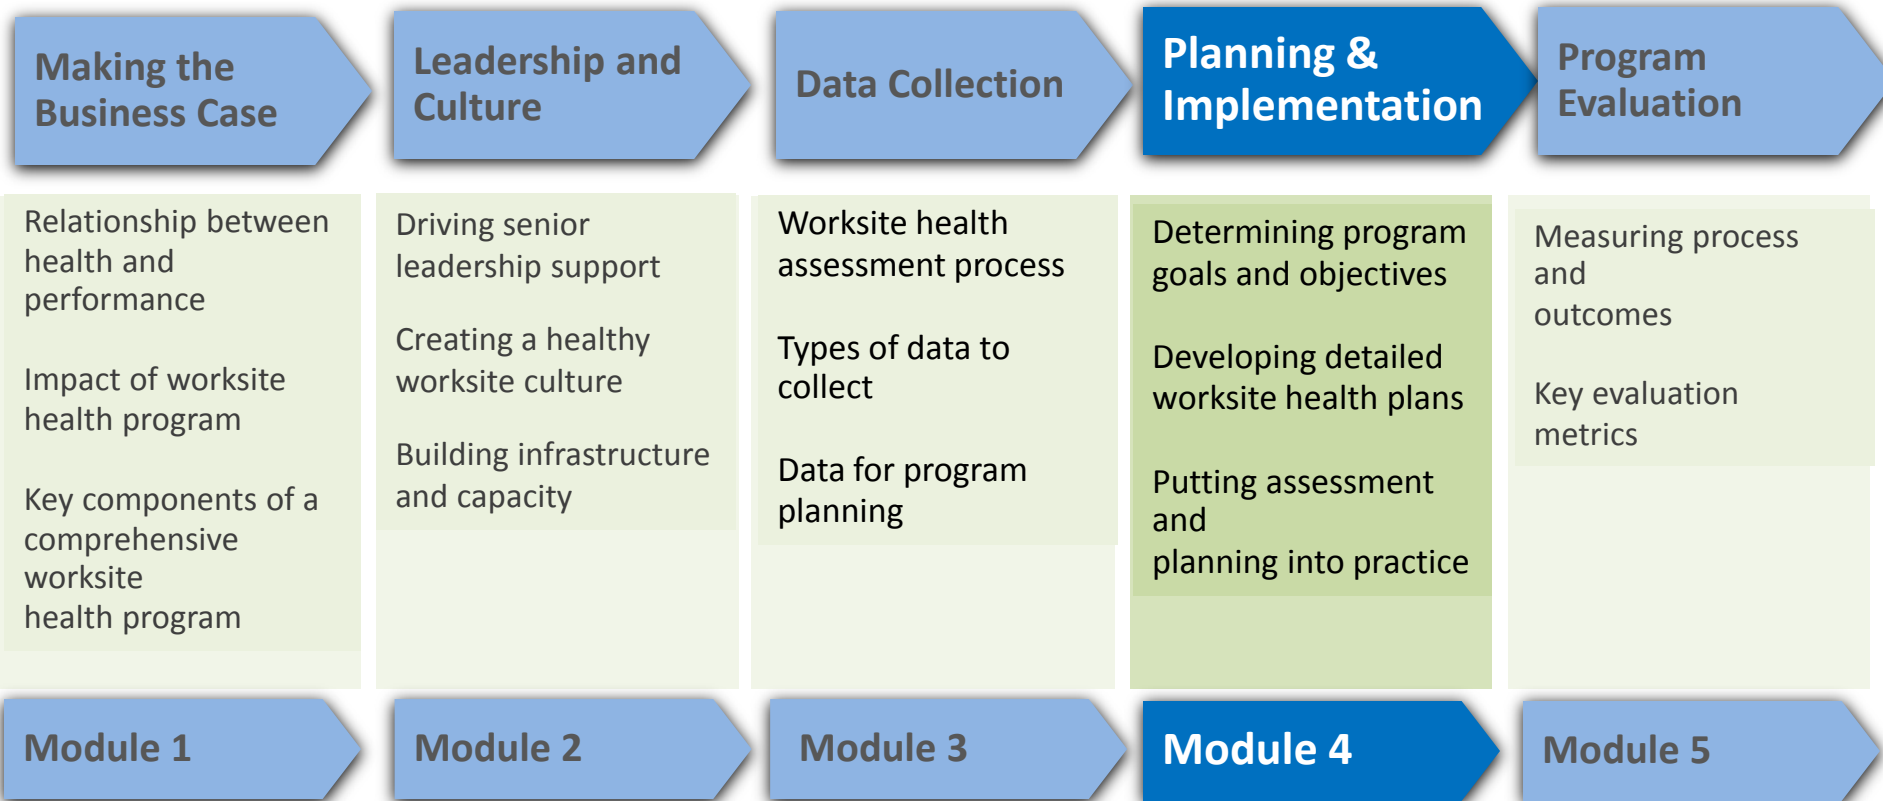 Making the
Business Case
Leadership and
Culture
Data Collection
Planning &
Implementation
Program
Evaluation
Relationship between
health and
performance
Impact of worksite
health program
Key components of a
comprehensive
worksite
health program
Driving senior
leadership support
Creating a healthy
worksite culture
Building infrastructure
and capacity
Worksite health
assessment process
Types of data to
collect
Data for program
planning
Determining program
goals and objectives
Developing detailed
worksite health plans
Putting assessment
and
planning into practice
Measuring process
and
outcomes
Key evaluation
metrics
Module 1
Module 2
Module 3
Module 4
Module 5